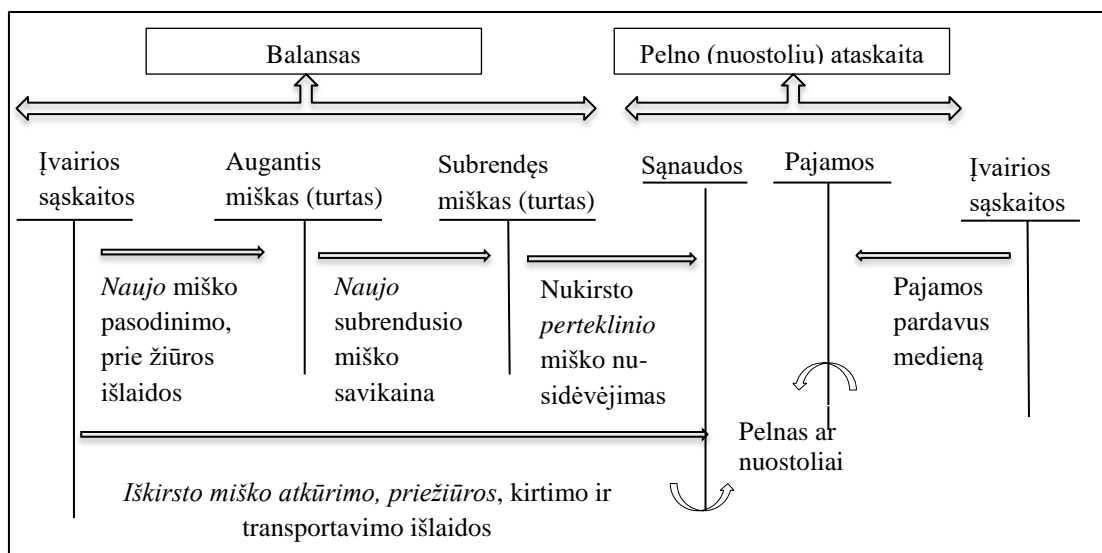 Balansas
Pelno (nuostoliu) ataskaita
Įvairios
sąskaitos
Augantis
miškas (turtas)
Subrendęs
miškas (turtas)
Sąnaudos
Pajamos
Įvairios
sąskaitos
Naujo miško
pasodinimo,
prie žiūros
išlaidos
Naujo
subrendusio
miško
savikaina
Nukirsto
perteklinio
miško nu-
sidėvėjimas
Pajamos
pardavus
medieną
Pelnas ar
nuostoliai
Iškirsto miško atkūrimo, priežiūros, kirtimo ir
transportavimo išlaidos